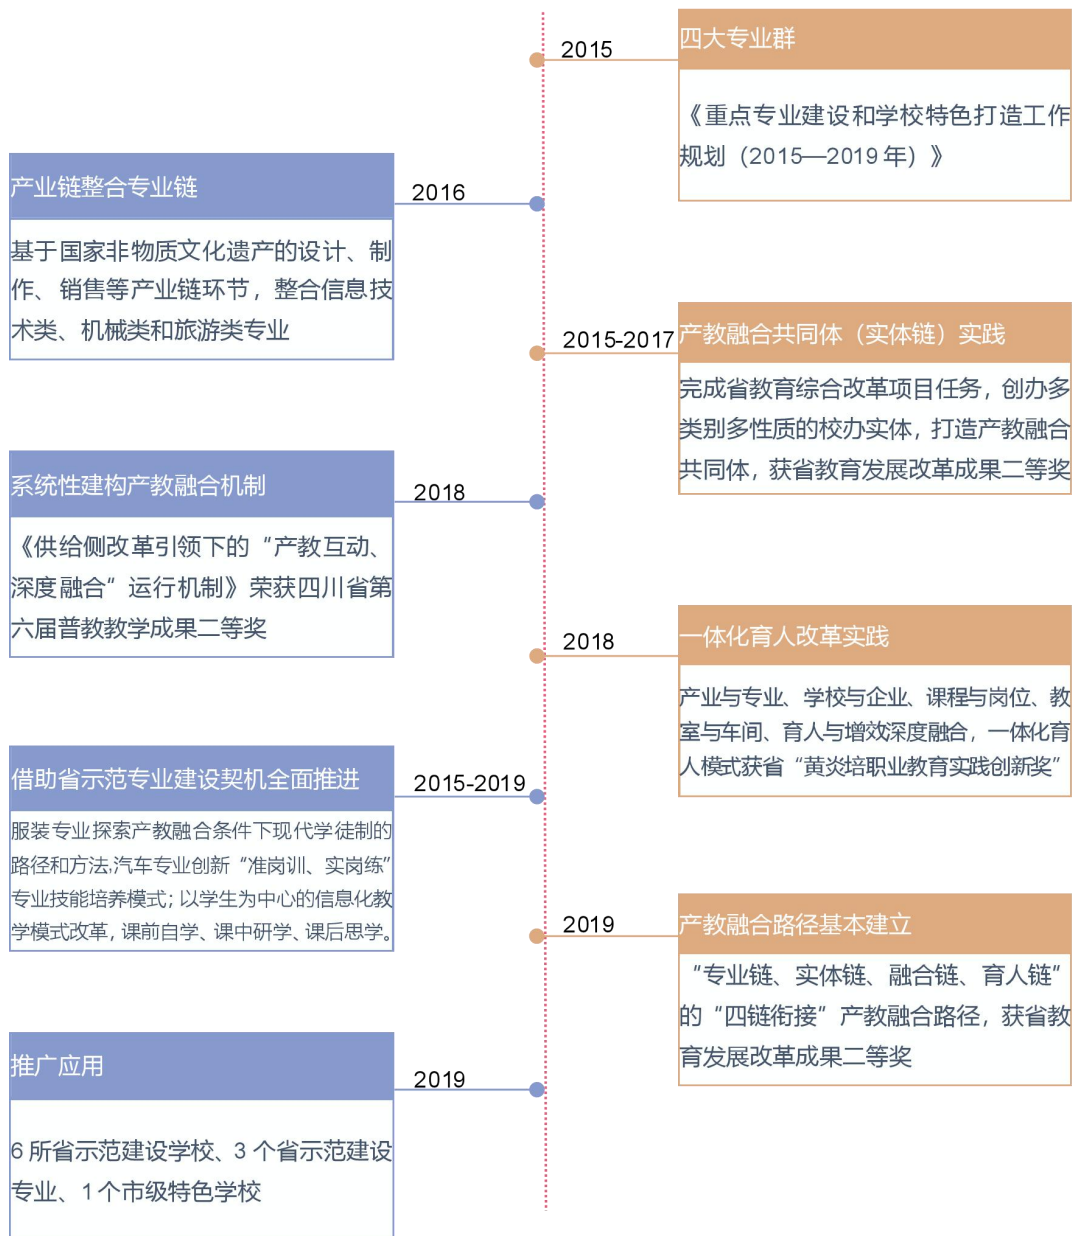 2015
四大专业群
《重点专业建设和学校特色打造工作
规划（2015—2019年）》
产业链整合专业链
2016
基于国家非物质文化遗产的设计、制
作、销售等产业链环节，整合信息技
术类、机械类和旅游类专业
2015-2017
产教融合共同体（实体链）实践
完成省教育综合改革项目任务，创办多
类别多性质的校办实体，打造产教融合
共同体，获省教育发展改革成果二等奖
系统性建构产教融合机制
2018
《供给侧改革引领下的“产教互动、
深度融合“运行机制》荣获四川省第
六届普教教学成果二等奖
2018
一体化育人改革实践
产业与专业、学校与企业、课程与岗位、教
室与车间、育人与增效深度融合，一体化育
人模式获省“黄炎培职业教育实践创新奖”
借助省示范专业建设契机全面推进
2015-2019
服装专业探索产教融合条件下现代学徒制的
路径和方法,汽车专业创新“准岗训、实岗练”
专业技能培养模式；以学生为中心的信息化教
学模式改革，课前自学、课中研学、课后思学。
2019
产教融合路径基本建立
“专业链、实体链、融合链、育人链”
的“四链衔接”产教融合路径，获省教
育发展改革成果二等奖
推广应用
2019
6所省示范建设学校、3个省示范建设
专业、1个市级特色学校